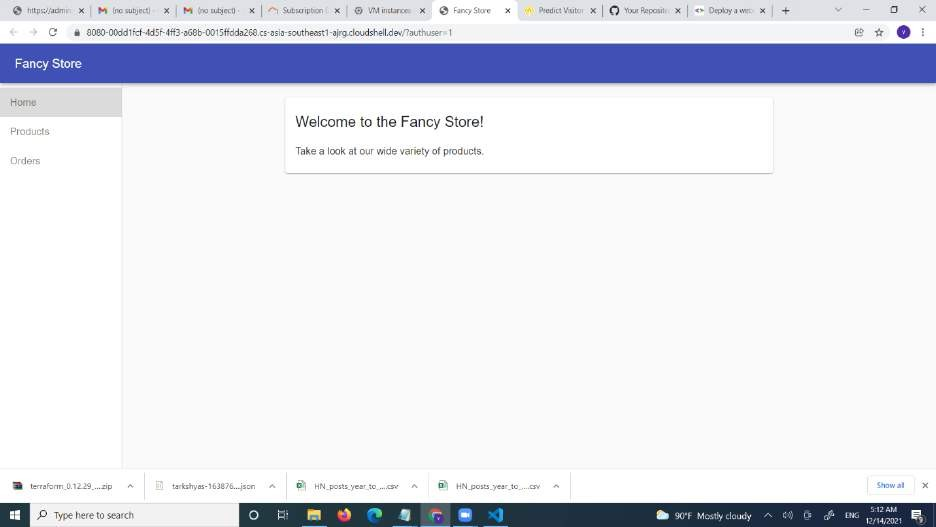 https://admin
(no subject) -
(no subject) -
Subscription D
VM instances
Fancy Store
Predict Visitor
Your Repositor
Deploy a web
8080-00dd1fcf-4d5f-4ff3-a68b-0015ffdda268.cs-asia-southeast1-ajrg.cloudshell.dev/?authuser=1
V
Fancy Store
Home
Products
Orders
Welcome to the Fancy Store!
Take a look at our wide variety of products.
terraform_0.12.29_....zip
tarkshyas-163876....json
HN_posts_year_to_....csv
HN_posts_year_to_....csv
Show all
Type here to search
90°F Mostly cloudy
ENG
5:12 AM
12/14/2021